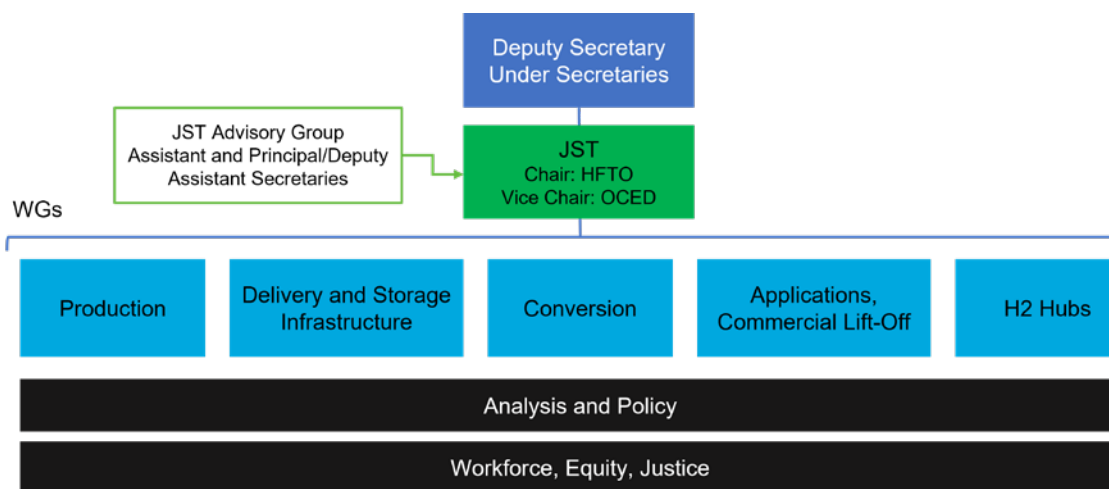 Deputy Secretary
Under Secretaries
JST Advisory Group
Assistant and Principal/Deputy
Assistant Secretaries
JST
Chair: HFTO
Vice Chair: OCED
WGs
Production
Delivery and Storage
Infrastructure
Conversion
Applications,
Commercial Lift-Off
H2 Hubs
Analysis and Policy
Workforce, Equity, Justice